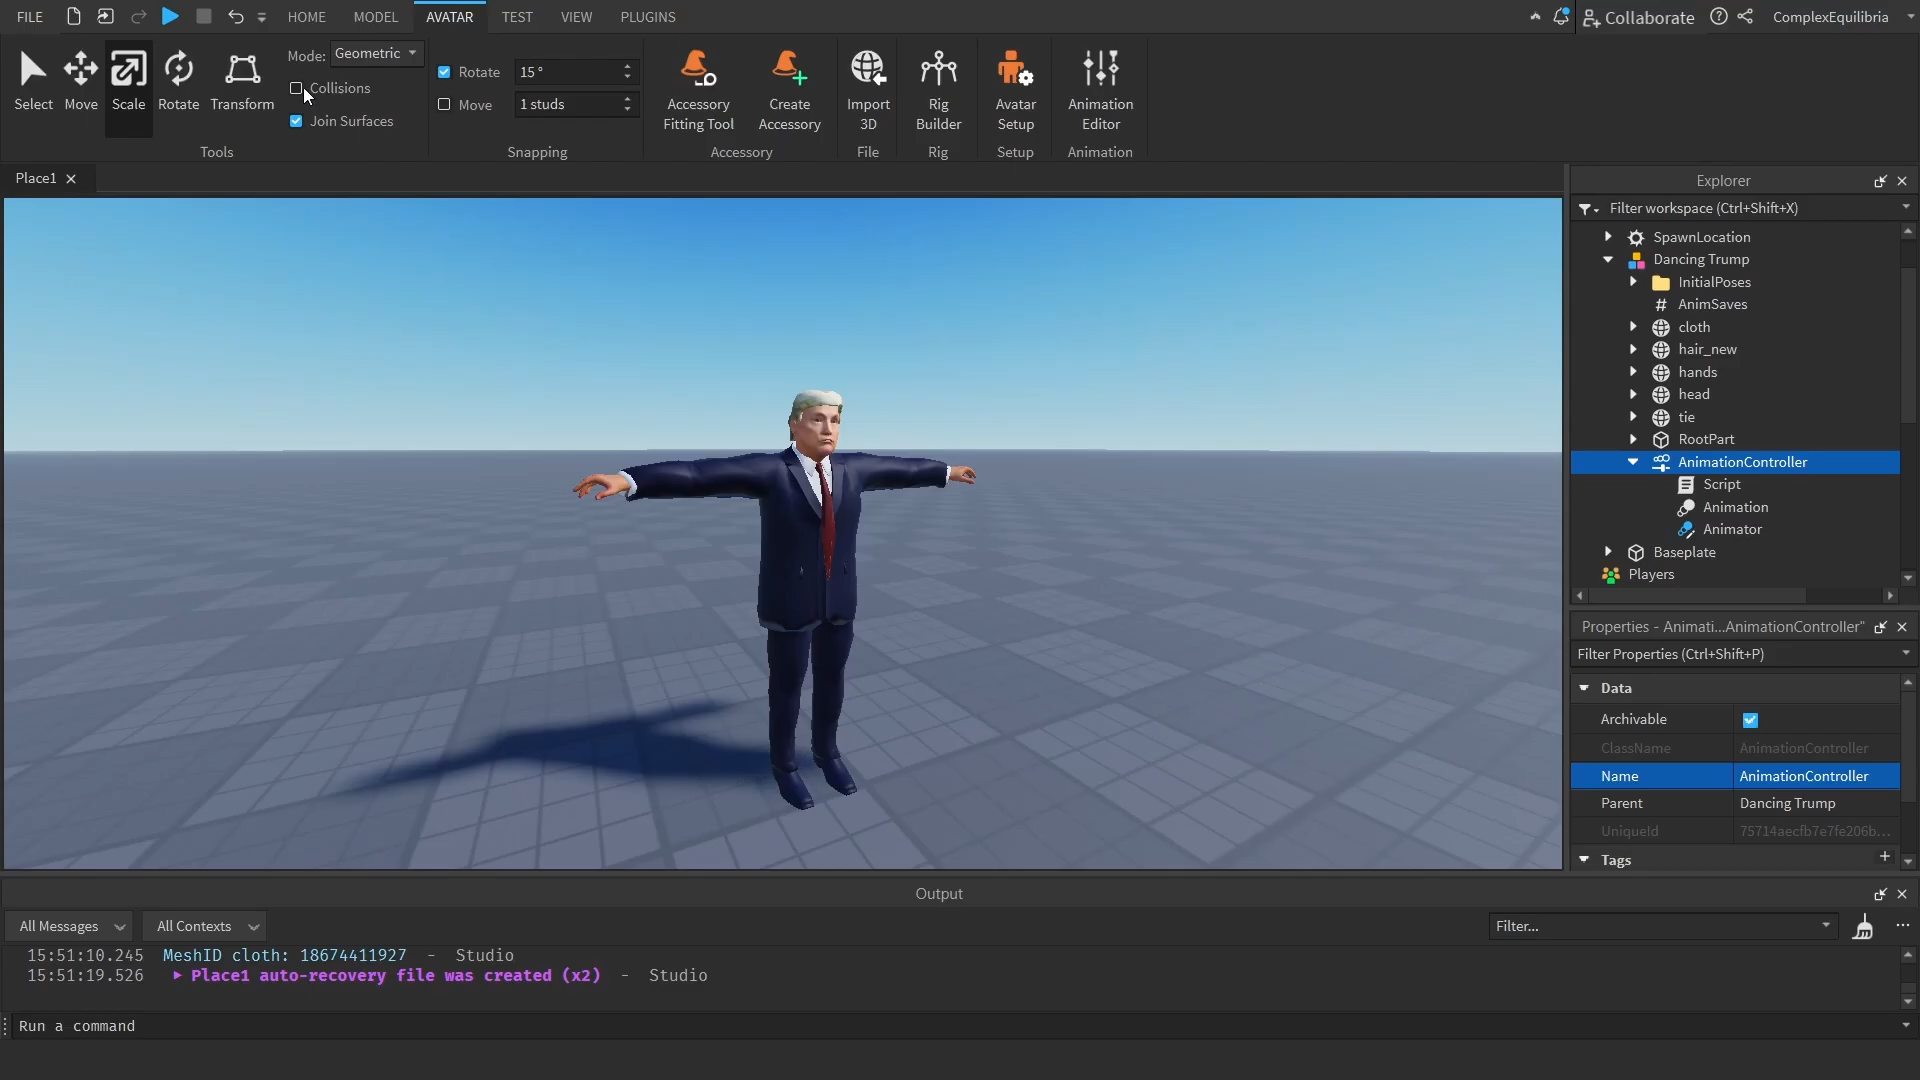 FILE
HOME
MODEL
AVATAR
TEST
VIEW
PLUGINS
Collaborate
ComplexEquilibria
Select
Move
Scale
Rotate
Transform
Mode:
Geometric
Collisions
Join Surfaces
Tools
Rotate
15 °
Move
1 studs
Snapping
Accessory
Fitting Tool
Create
Accessory
Accessory
Import
3D
File
Rig
Builder
Rig
Avatar
Setup
Setup
Animation
Editor
Animation
Place1
Explorer
Filter workspace (Ctrl+Shift+X)
SpawnLocation
Dancing Trump
InitialPoses
AnimSaves
cloth
hair_new
hands
head
tie
RootPart
AnimationController
Script
Animation
Animator
Baseplate
Players
Properties - Animati...AnimationController"
Filter Properties (Ctrl+Shift+P)
Data
Archivable
ClassName AnimationController
Name AnimationController
Parent Dancing Trump
UniqueId 75714aecfb7e7fe206b...
Tags
Output
All Messages
All Contexts
Filter...
15:51:10.245 MeshID cloth: 18674411927 - Studio
15:51:19.526 Place1 auto-recovery file was created (x2) - Studio
Run a command